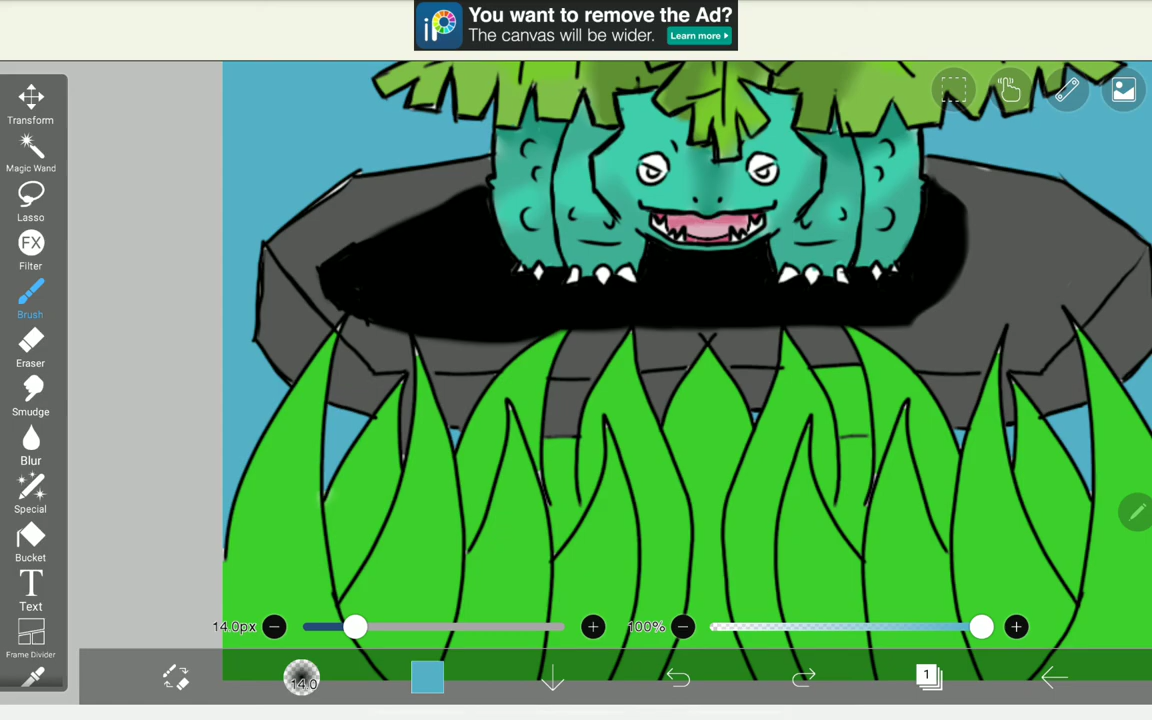 iP
You want to remove the Ad?
The canvas will be wider. Learn more
Transform
Magic Wand
Lasso
FX
Filter
Brush
Eraser
Smudge
Blur
Special
Bucket
T
Text
Frame Divider
14.0px
100%
14.0
1